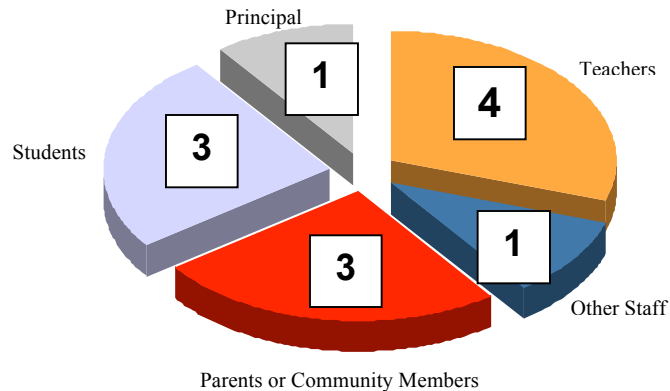 Principal
1
Teachers
4
Students
3
3
1
Other Staff
Parents or Community Members